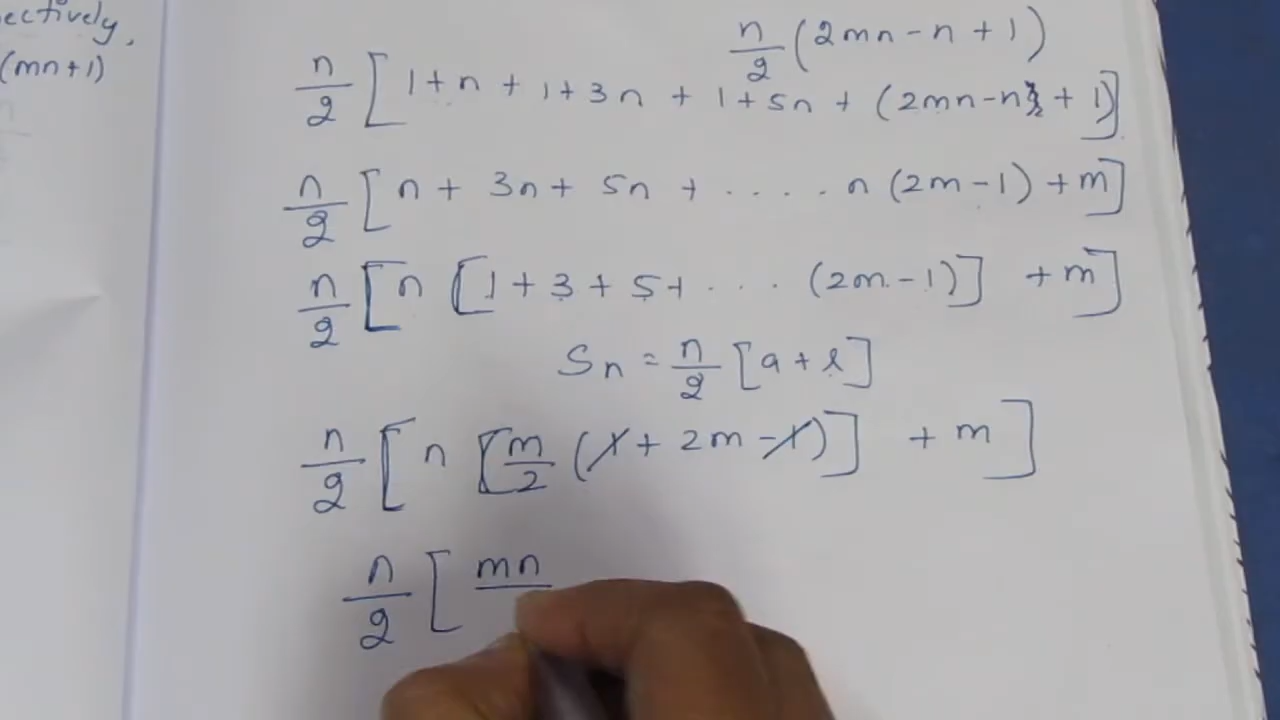 ectively,
(mn+1)
n/2 (2mn - n + 1)
n/2 [1+n + 1+3n + 1+5n + (2mn-n + 1)]
n/2 [n + 3n + 5n + ..... n (2m-1) + m]
n/2 [n [1+3+5+ ... (2m-1)] + m]
Sn = n/2 [a+l]
n/2 [n [m/2 (1+2m-1)] + m]
n/2 [mn